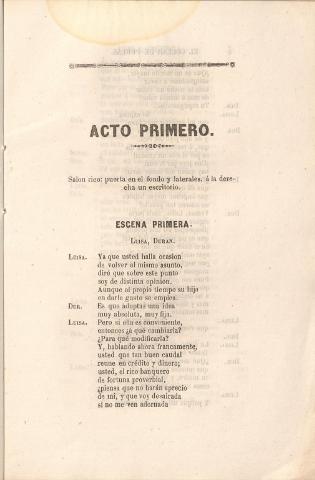 ACTO PRIMERO.
Salon rico: puerta en el fondo y laterales, á la dere-
cha un escritorio.
ESCENA PRIMERA.
LUISA, DURAN.
LUISA. Ya que usted halla ocasion
de volver al mismo asunto,
diré que sobre este punto
soy de distinta opinion.
Aunque al propio tiempo su hijo
en darle gusto se emplea.
DUR. Es que adoptais una idea
muy absoluta, muy fija.
LUISA. Pero si ella es conveniente,
entonces ¿á qué cambiarla?
¿Para qué modificarla?
Y, hablando ahora francamente,
usted que tan buen caudal
reune en crédito y dinero;
usted, el rico banquero
de fortuna proverbial,
¿piensa que no harán aprecio
de mí, y que voy desairada
si no me ven adornada